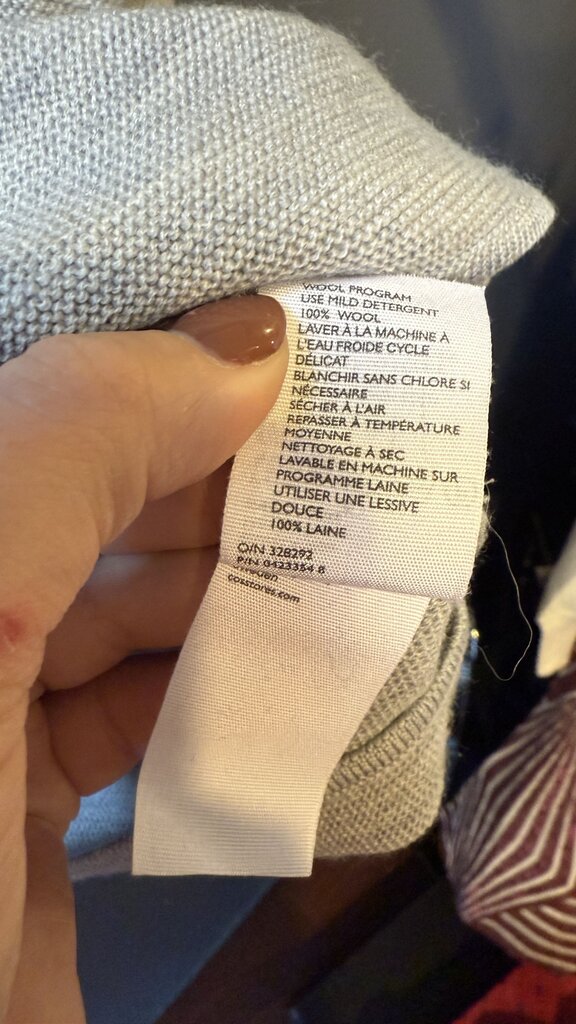 WOOL PROGRAM
USE MILD DETERGENT
100% WOOL
LAVER À LA MACHINE À
L'EAU FROIDE CYCLE
DÉLICAT
BLANCHIR SANS CHLORE SI
NÉCESSAIRE
SÉCHER À L'AIR
REPASSER À TEMPÉRATURE
MOYENNE
NETTOYAGE À SEC
LAVABLE EN MACHINE SUR
PROGRAMME LAINE
UTILISER UNE LESSIVE
DOUCE
100% LAINE
O/N 328292
P/N 0423354 8
cosstores.com